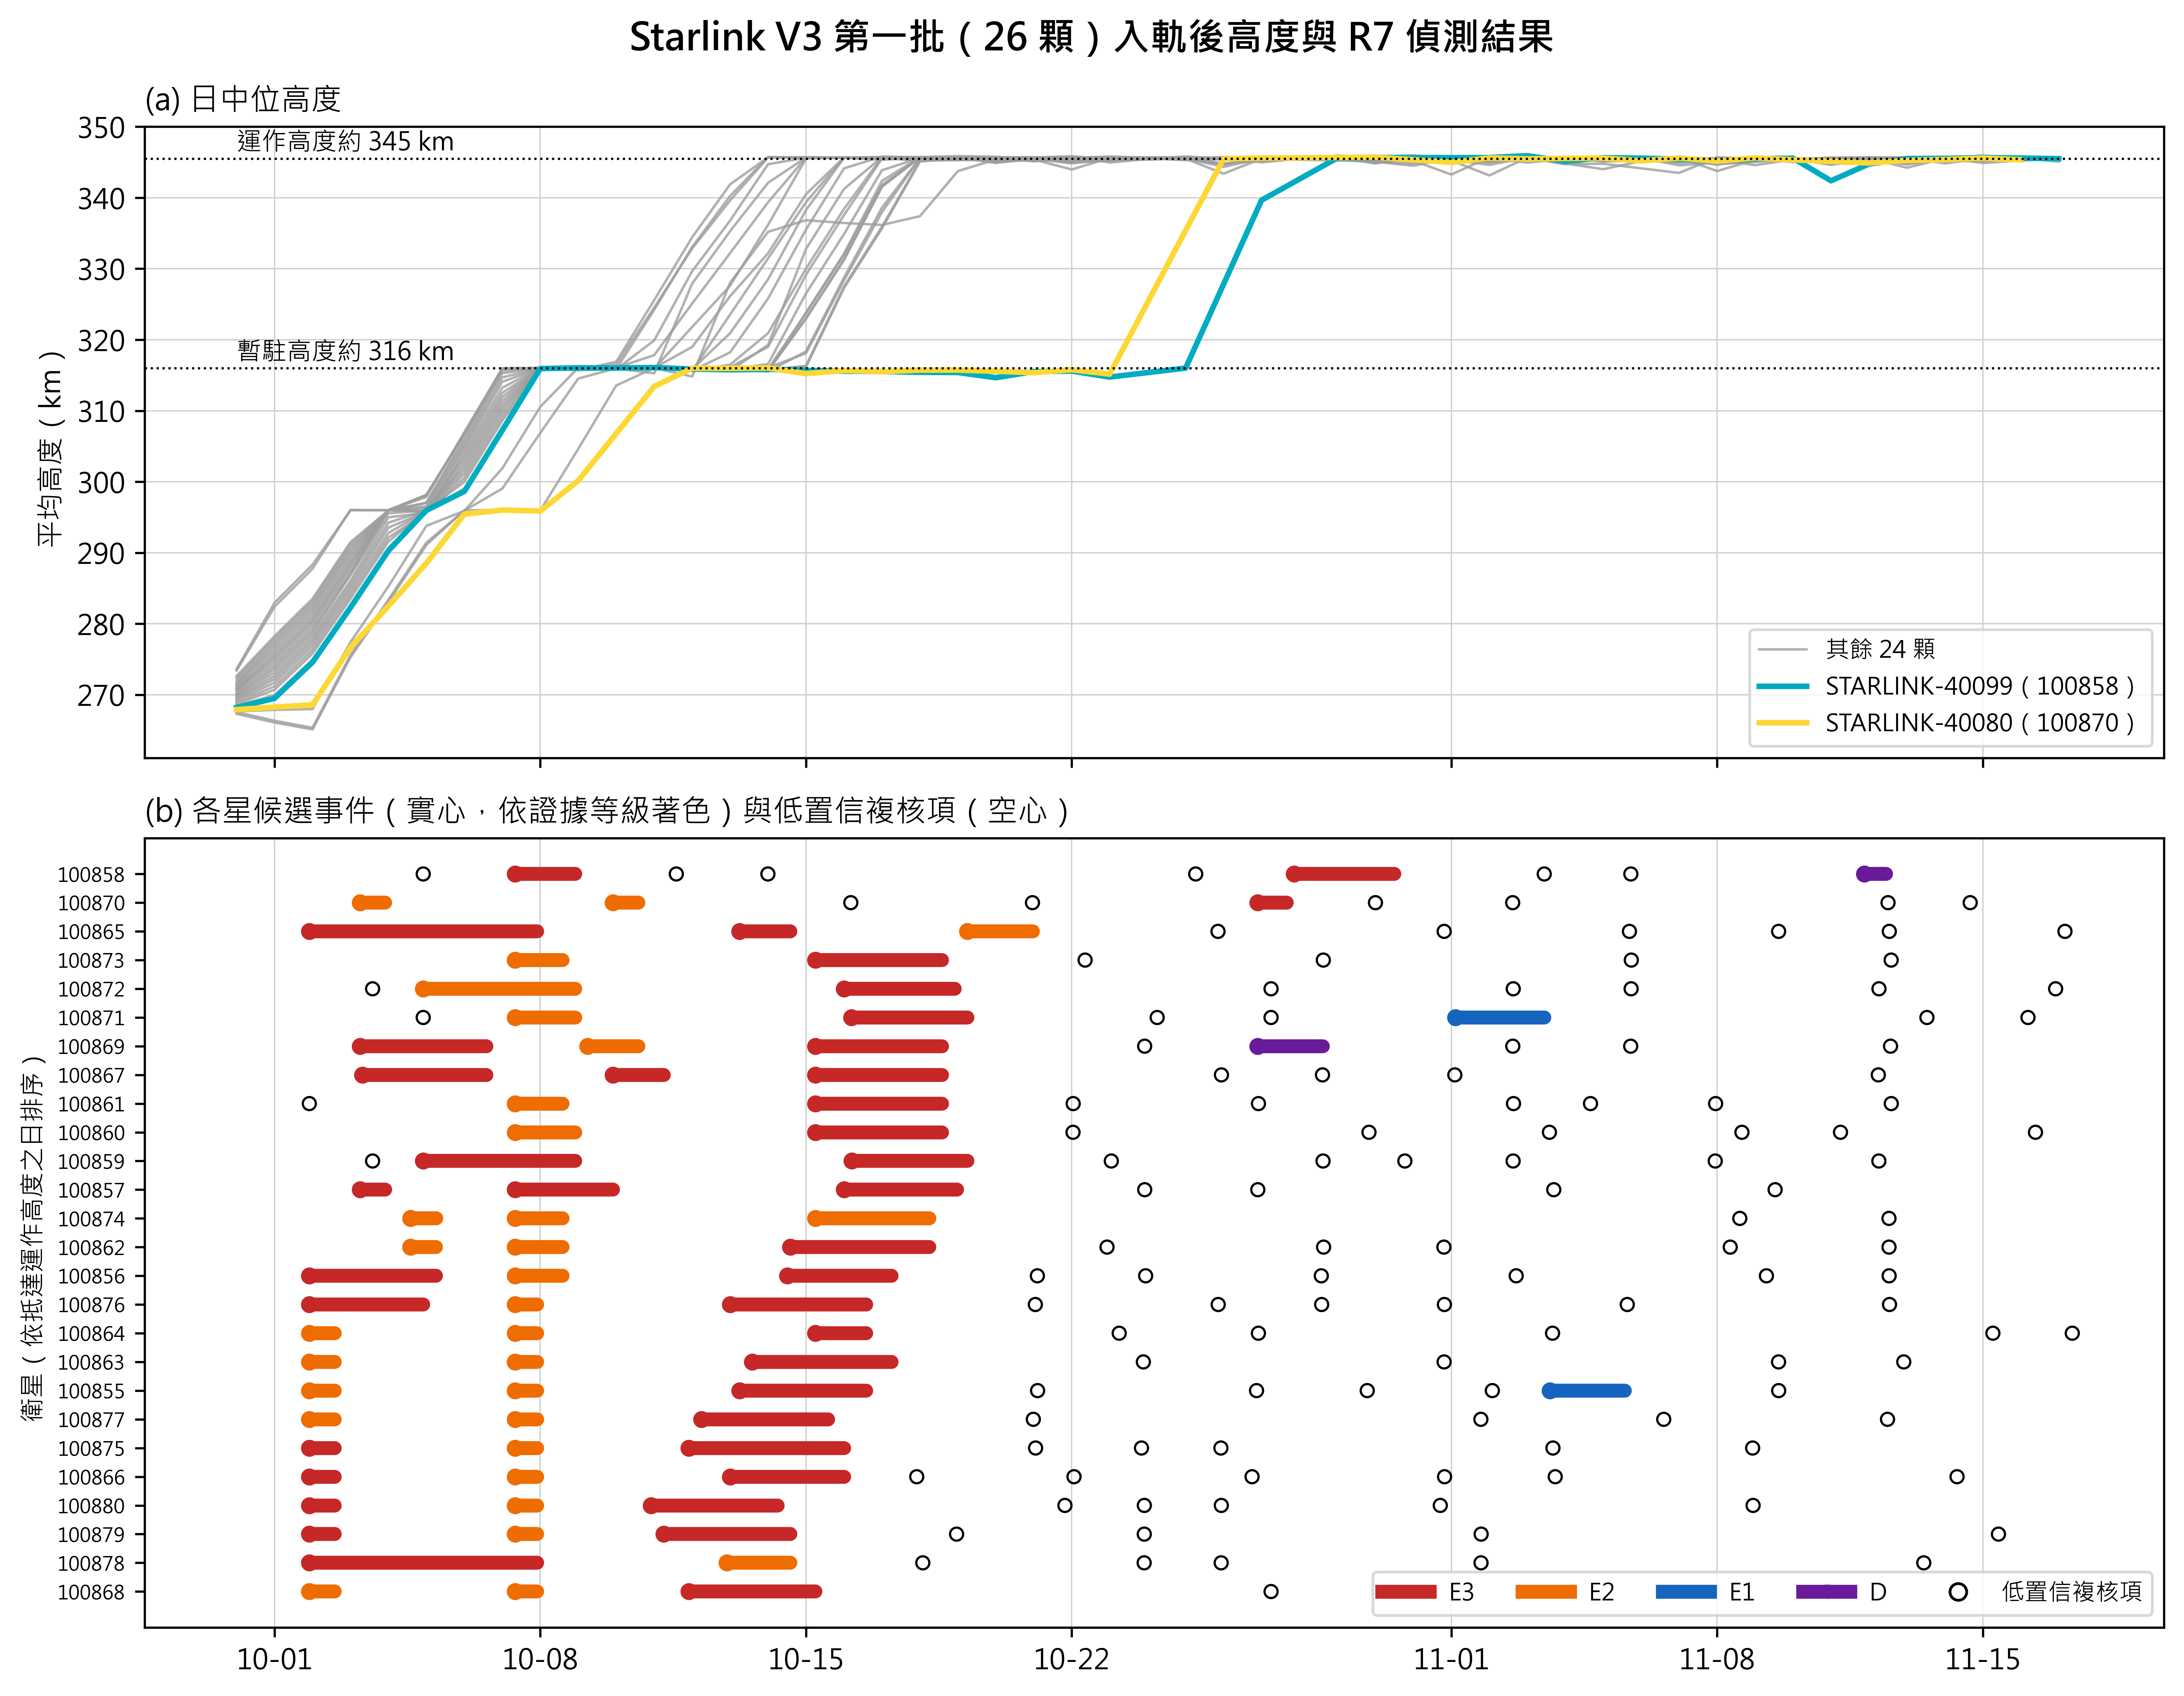 Starlink V3 第一批（26 顆）入軌後高度與 R7 偵測結果
(a) 日中位高度
350
340
330
320
310
300
290
280
270
平均高度（km）
運作高度約 345 km
暫駐高度約 316 km
其餘 24 顆
STARLINK-40099（100858）
STARLINK-40080（100870）
(b) 各星候選事件（實心，依證據等級著色）與低置信複核項（空心）
衛星（依抵達運作高度之日排序）
100858
100870
100865
100873
100872
100871
100869
100867
100861
100860
100859
100857
100874
100862
100856
100876
100864
100863
100855
100877
100875
100866
100880
100879
100878
100868
E3 E2 E1 D 低置信複核項
10-01 10-08 10-15 10-22 11-01 11-08 11-15